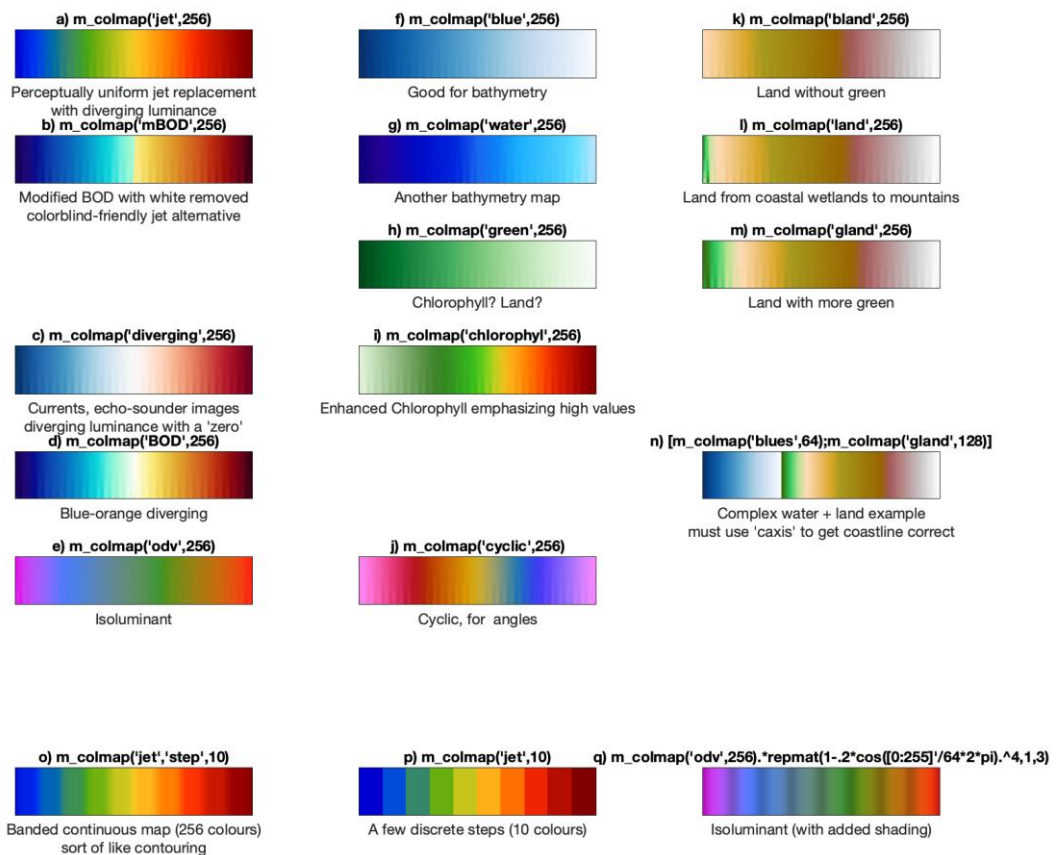 a) m_colmap('jet',256)
Perceptually uniform jet replacement
with diverging luminance
b) m_colmap('mBOD',256)
Modified BOD with white removed
colorblind-friendly jet alternative
c) m_colmap('diverging',256)
Currents, echo-sounder images
diverging luminance with a 'zero'
d) m_colmap('BOD',256)
Blue-orange diverging
e) m_colmap('odv',256)
Isoluminant
f) m_colmap('blue',256)
Good for bathymetry
g) m_colmap('water',256)
Another bathymetry map
h) m_colmap('green',256)
Chlorophyll? Land?
i) m_colmap('chlorophyl',256)
Enhanced Chlorophyll emphasizing high values
j) m_colmap('cyclic',256)
Cyclic, for angles
k) m_colmap('bland',256)
Land without green
l) m_colmap('land',256)
Land from coastal wetlands to mountains
m) m_colmap('gland',256)
Land with more green
n) [m_colmap('blues',64);m_colmap('gland',128)]
Complex water + land example
must use 'caxis' to get coastline correct
o) m_colmap('jet','step',10)
Banded continuous map (256 colours)
sort of like contouring
p) m_colmap('jet',10)
A few discrete steps (10 colours)
q) m_colmap('odv',256).*repmat(1-.2*cos([0:255]'/64*2*pi).^4,1,3)
Isoluminant (with added shading)